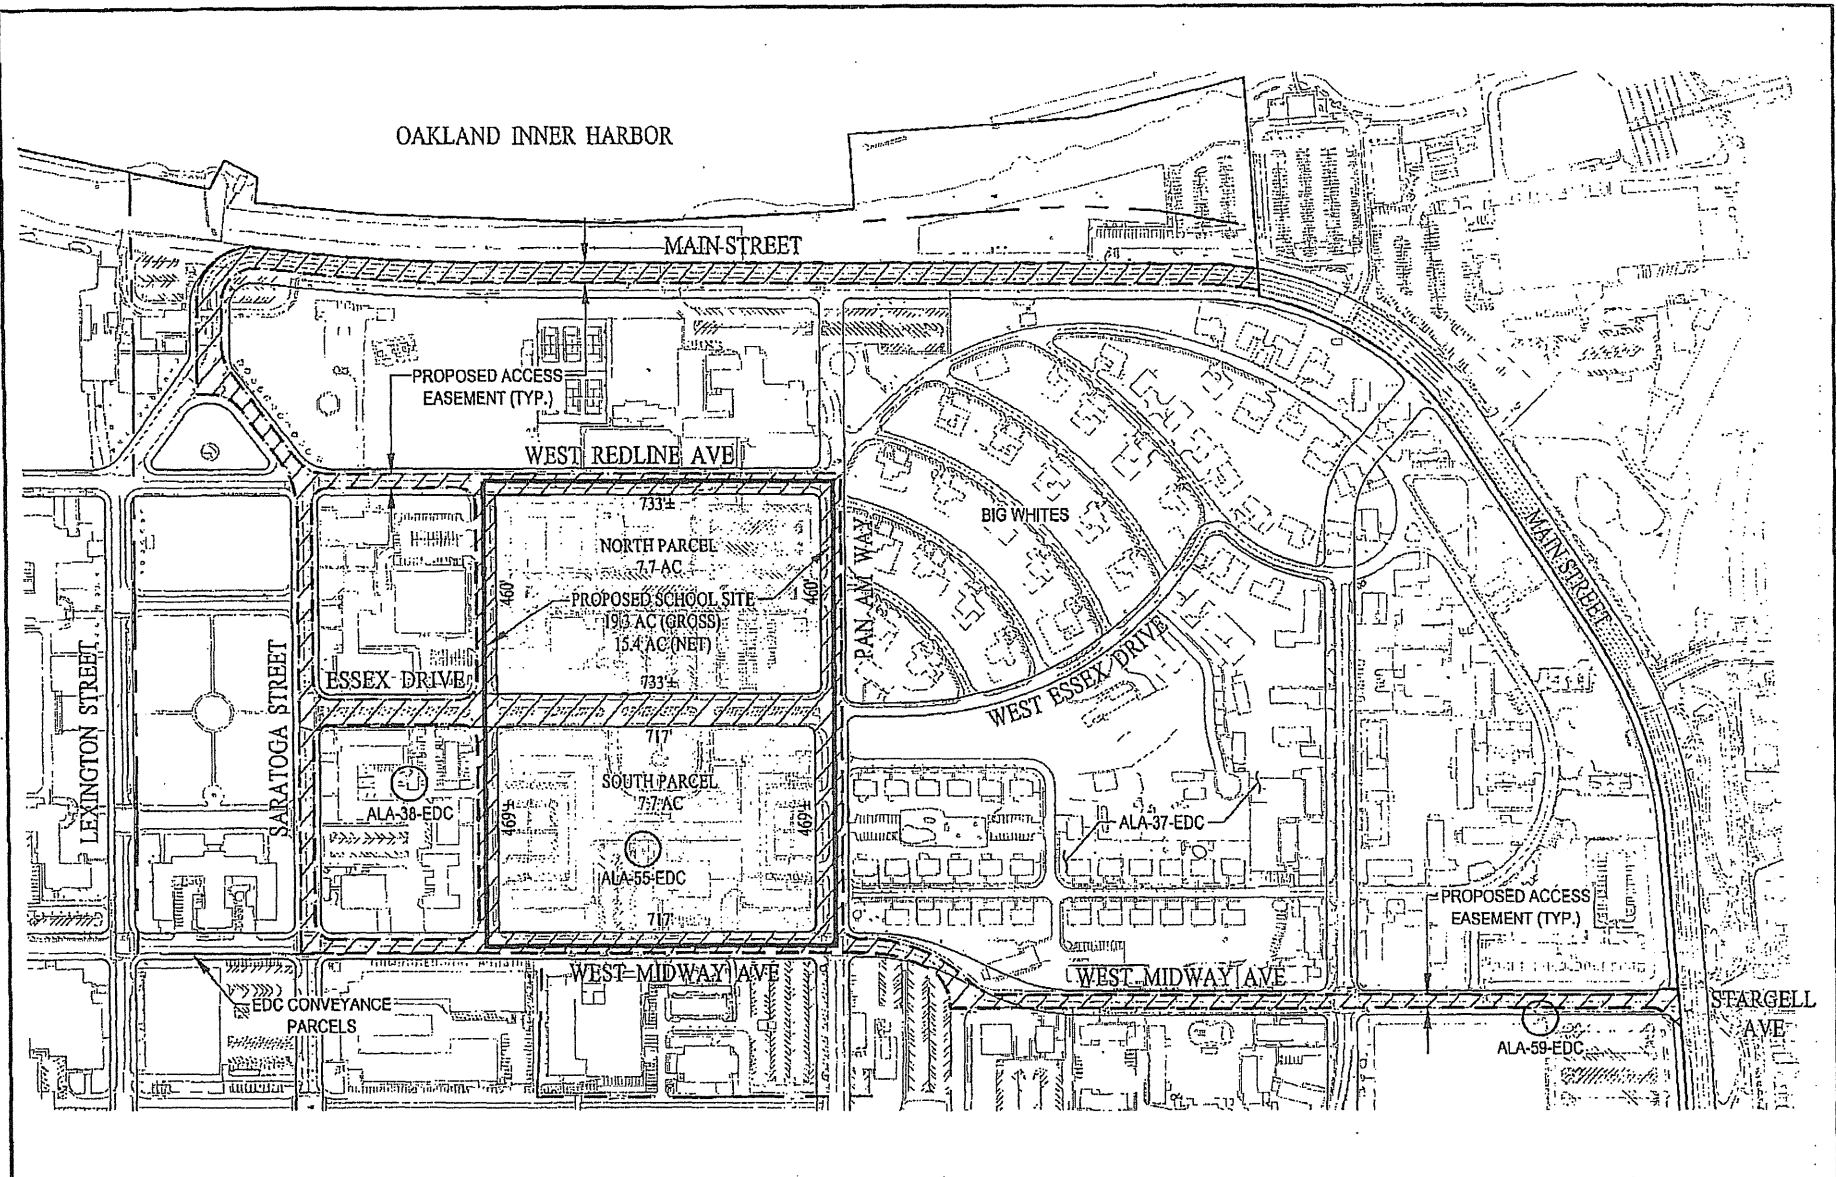 OAKLAND INNER HARBOR
MAIN STREET
PROPOSED ACCESS
EASEMENT (TYP.)
WEST REDLINE AVE
733'±
NORTH PARCEL
7.7 AC
460'
460'
PROPOSED SCHOOL SITE
19.3 AC (GROSS)
15.4 AC (NET)
733'±
BIG WHITES
PAN AM WAY
MAIN STREET
LEXINGTON STREET
SARATOGA STREET
ESSEX DRIVE
WEST ESSEX DRIVE
717'
SOUTH PARCEL
7.7 AC
469'±
469'±
ALA-38-EDC
ALA-55-EDC
717'
ALA-37-EDC
PROPOSED ACCESS
EASEMENT (TYP.)
WEST MIDWAY AVE
WEST MIDWAY AVE
EDC CONVEYANCE
PARCELS
STARGELL
AVE
ALA-59-EDC